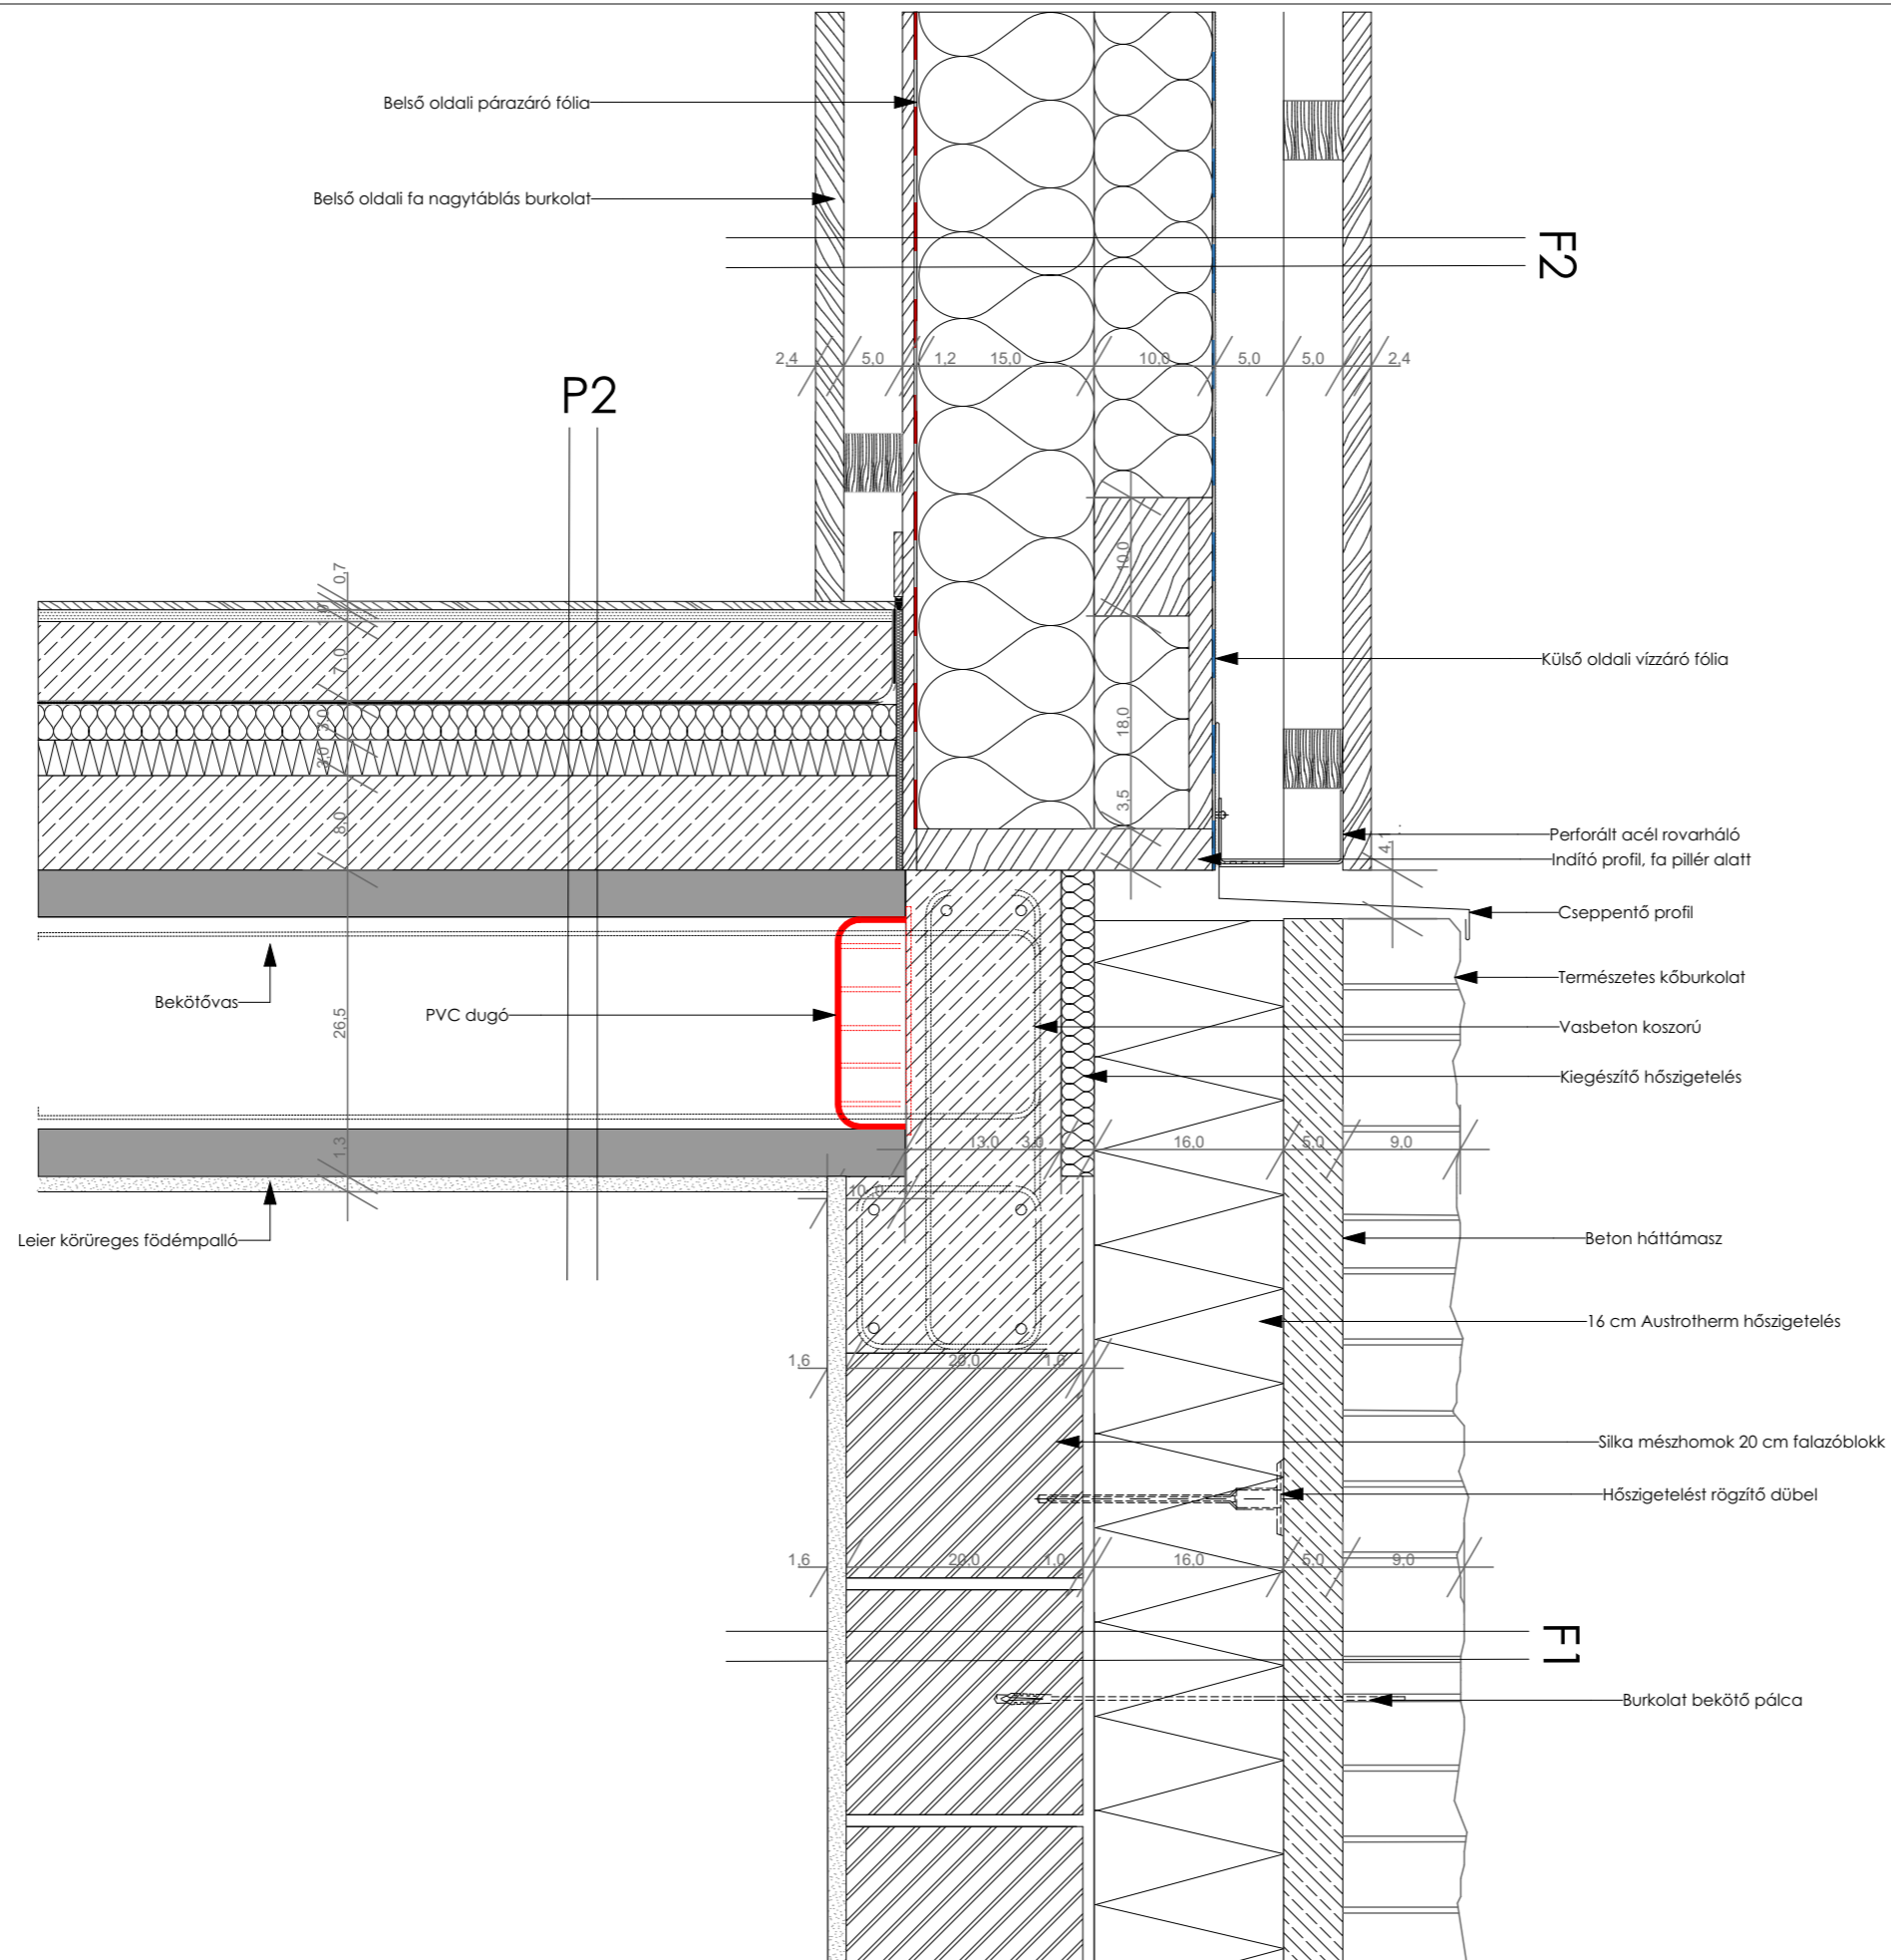 Belső oldali párazáró fólia
Belső oldali fa nagytáblás burkolat
F2
2,4 5,0 1,2 15,0 10,0 5,0 5,0 2,4
P2
10,0
0,7
7,0
3,0
3,0
8,0
18,0
3,5
Külső oldali vízzáró fólia
Perforált acél rovarháló
4,1
Indító profil, fa pillér alatt
Cseppentő profil
Természetes kőburkolat
Bekötővas
PVC dugó
26,5
Vasbeton koszorú
Kiegészítő hőszigetelés
1,3
13,0 3,0 16,0 5,0 9,0
10,0
Leier körüreges födémpalló
Beton háttámasz
16 cm Austrotherm hőszigetelés
1,6 20,0 1,0
Silka mészhomok 20 cm falazóblokk
Hőszigetelést rögzítő dübel
1,6 20,0 1,0 16,0 5,0 9,0
F1
Burkolat bekötő pálca